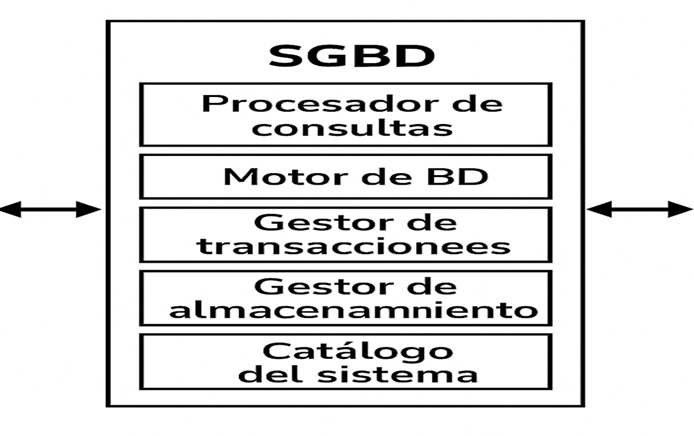 SGBD
Procesador de
consultas
Motor de BD
Gestor de
transaccionees
Gestor de
almacenamniento
Catálogo
del sistema